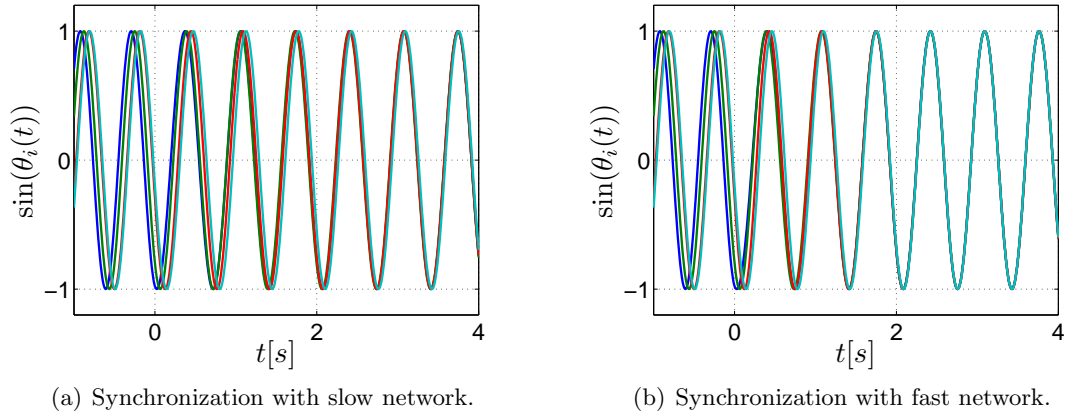 1
0
−1
sin(θᵢ(t))
0
2
4
t[s]
(a) Synchronization with slow network.
1
0
−1
sin(θᵢ(t))
0
2
4
t[s]
(b) Synchronization with fast network.